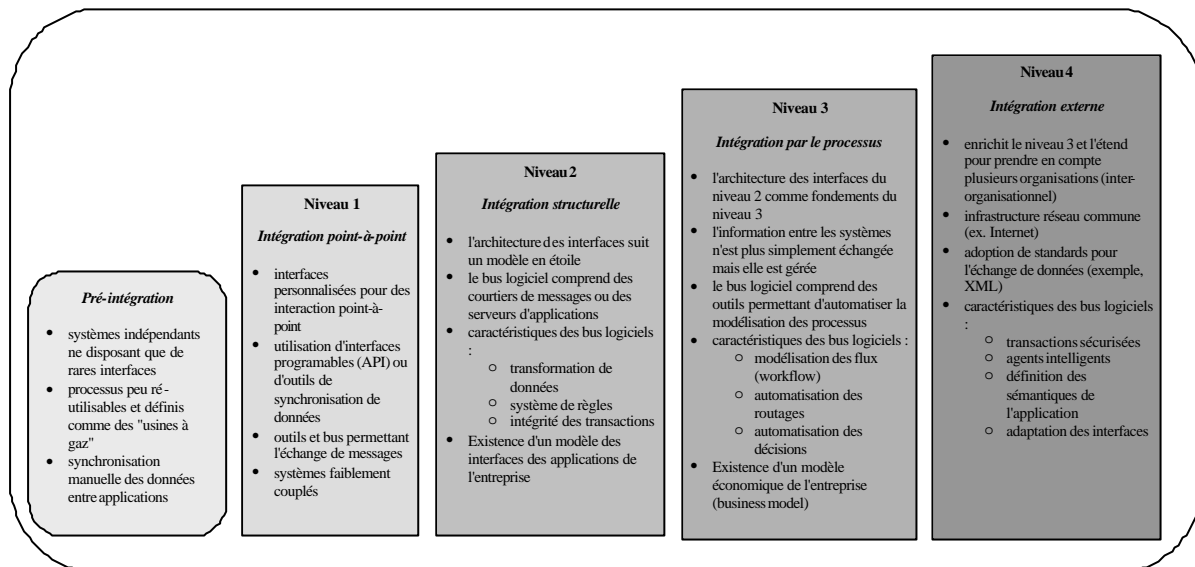 Pré-intégration
• systèmes indépendants
ne disposant que de
rares interfaces
• processus peu ré-
utilisables et définis
comme des "usines à
gaz"
• synchronisation
manuelle des données
entre applications
Niveau 1
Intégration point-à-point
• interfaces
personnalisées pour des
interaction point-à-
point
• utilisation d'interfaces
programables (API) ou
d'outils de
synchronisation de
données
• outils et bus permettant
l'échange de messages
• systèmes faiblement
couplés
Niveau 2
Intégration structurelle
• l'architecture des interfaces suit
un modèle en étoile
• le bus logiciel comprend des
courtiers de messages ou des
serveurs d'applications
• caractéristiques des bus logiciels
:
o transformation de
données
o système de règles
o intégrité des transactions
• Existence d'un modèle des
interfaces des applications de
l'entreprise
Niveau 3
Intégration par le processus
• l'architecture des interfaces du
niveau 2 comme fondements du
niveau 3
• l'information entre les systèmes
n'est plus simplement échangée
mais elle est gérée
• le bus logiciel comprend des
outils permettant d'automatiser la
modélisation des processus
• caractéristiques des bus logiciels :
o modélisation des flux
(workflow)
o automatisation des
routages
o automatisation des
décisions
• Existence d'un modèle
économique de l'entreprise
(business model)
Niveau 4
Intégration externe
• enrichit le niveau 3 et l'étend
pour prendre en compte
plusieurs organisations (inter-
organisationnel)
• infrastructure réseau commune
(ex. Internet)
• adoption de standards pour
l'échange de données (exemple,
XML)
• caractéristiques des bus logiciels
:
o transactions sécurisées
o agents intelligents
o définition des
sémantiques de
l'application
o adaptation des interfaces